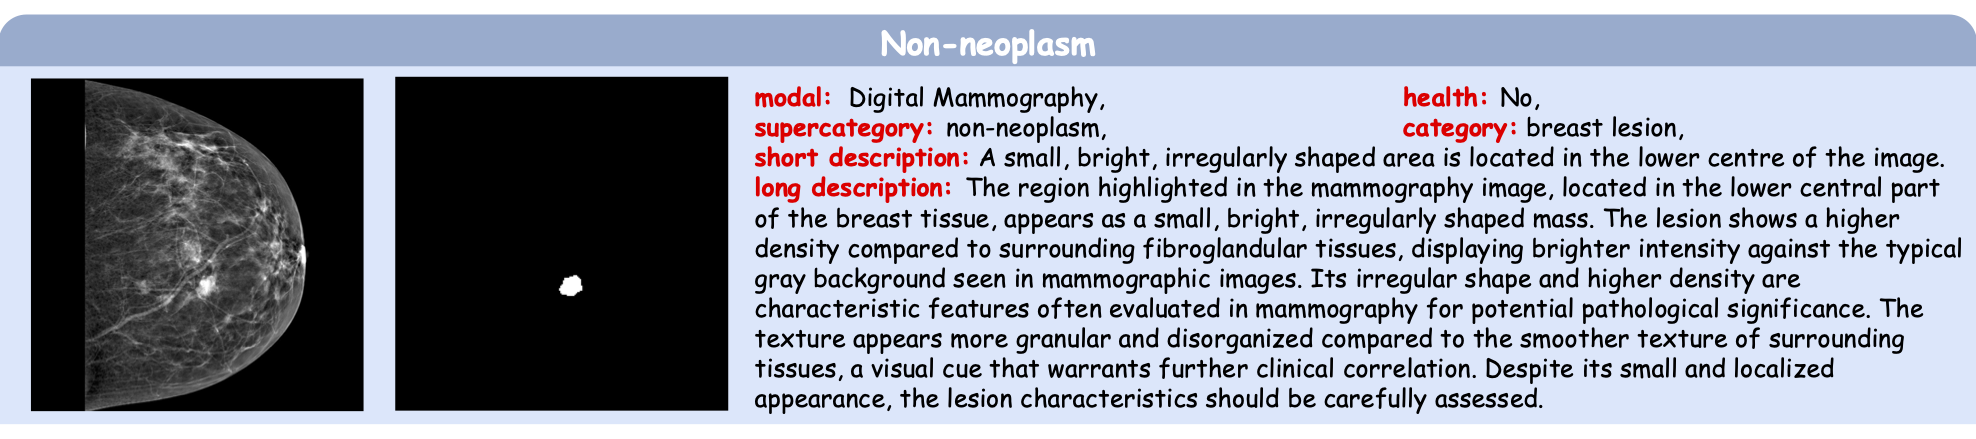 Non-neoplasm
modal: Digital Mammography, health: No,
supercategory: non-neoplasm, category: breast lesion,
short description: A small, bright, irregularly shaped area is located in the lower centre of the image.
long description: The region highlighted in the mammography image, located in the lower central part
of the breast tissue, appears as a small, bright, irregularly shaped mass. The lesion shows a higher
density compared to surrounding fibroglandular tissues, displaying brighter intensity against the typical
gray background seen in mammographic images. Its irregular shape and higher density are
characteristic features often evaluated in mammography for potential pathological significance. The
texture appears more granular and disorganized compared to the smoother texture of surrounding
tissues, a visual cue that warrants further clinical correlation. Despite its small and localized
appearance, the lesion characteristics should be carefully assessed.